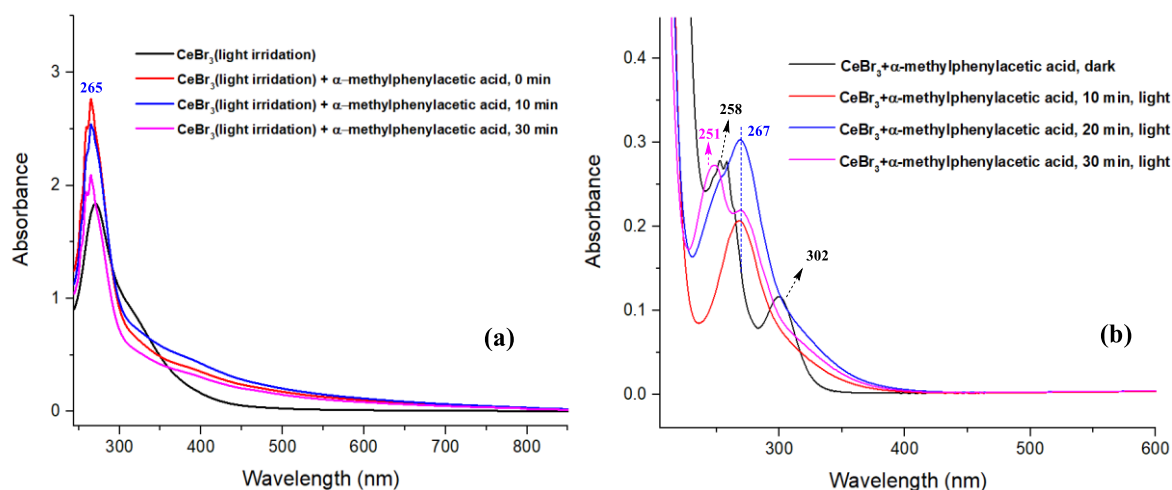 CeBr3(light irridation)
CeBr3(light irridation) + α-methylphenylacetic acid, 0 min
CeBr3(light irridation) + α-methylphenylacetic acid, 10 min
CeBr3(light irridation) + α-methylphenylacetic acid, 30 min
265
(a)
Absorbance
3
2
1
0
300 400 500 600 700 800
Wavelength (nm)
CeBr3+α-methylphenylacetic acid, dark
CeBr3+α-methylphenylacetic acid, 10 min, light
CeBr3+α-methylphenylacetic acid, 20 min, light
CeBr3+α-methylphenylacetic acid, 30 min, light
251
258
267
302
(b)
Absorbance
0.4
0.3
0.2
0.1
0.0
300 400 500 600
Wavelength (nm)